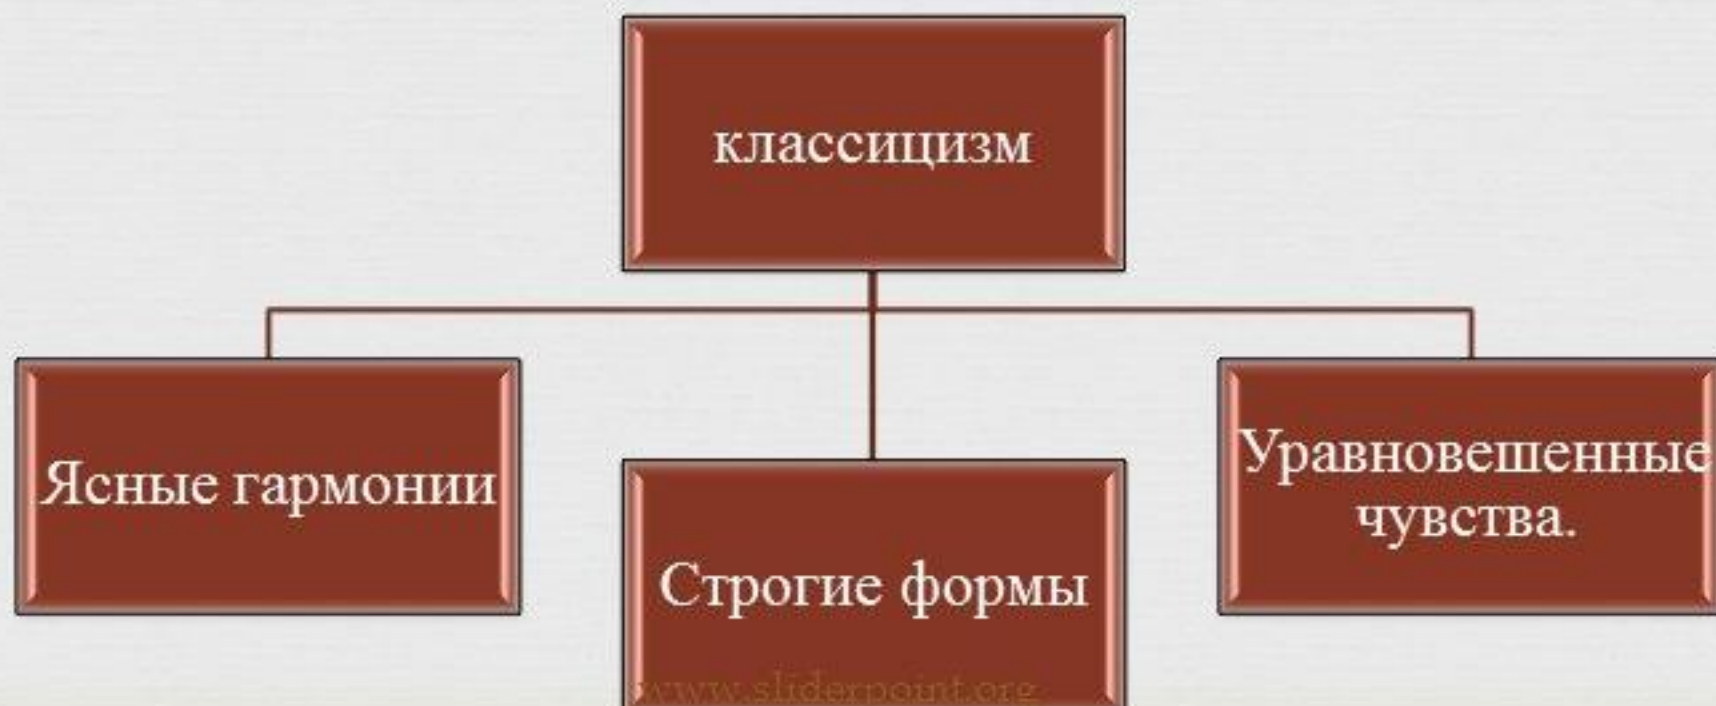 классицизм
Ясные гармонии
Строгие формы
Уравновешенные
чувства.
www.sliderpoint.org